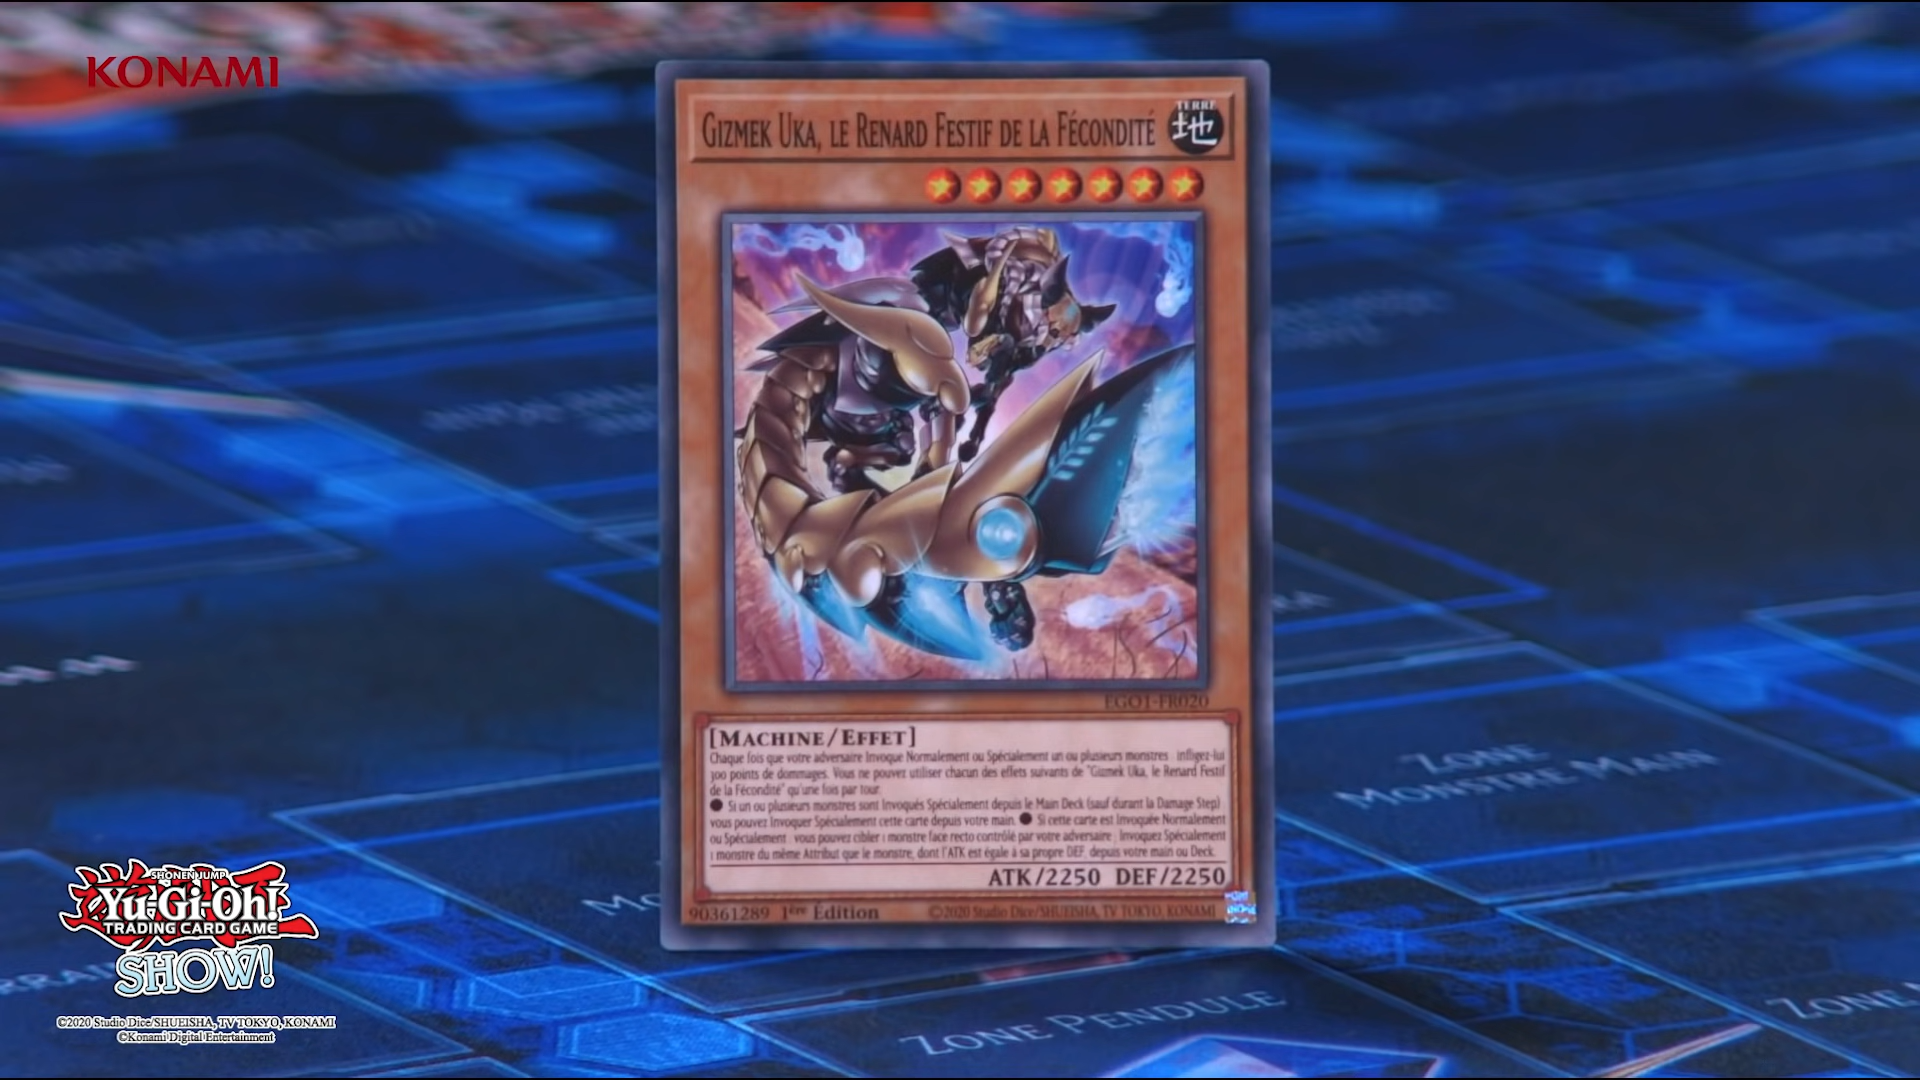 KONAMI
GIZMEK UKA, LE RENARD FESTIF DE LA FÉCONDITÉ
TERRE
地
EGO1-FR020
[MACHINE/EFFET]
Chaque fois que votre adversaire Invoque Normalement ou Spécialement un ou plusieurs monstres : infligez-lui
300 points de dommages. Vous ne pouvez utiliser chacun des effets suivants de "Gizmek Uka, le Renard Festif
de la Fécondité" qu'une fois par tour.
● Si un ou plusieurs monstres sont Invoqués Spécialement depuis le Main Deck (sauf durant la Damage Step) :
vous pouvez Invoquer Spécialement cette carte depuis votre main. ● Si cette carte est Invoquée Normalement
ou Spécialement : vous pouvez cibler 1 monstre face recto contrôlé par votre adversaire ; Invoquez Spécialement
1 monstre du même Attribut que le monstre, dont l'ATK est égale à sa propre DEF, depuis votre main ou Deck.
ATK/2250 DEF/2250
90361289 1ère Édition ©2020 Studio Dice/SHUEISHA, TV TOKYO, KONAMI
ZONE
MONSTRE MAIN
ZONE PENDULE
SHONEN JUMP
Yu-Gi-Oh!
TRADING CARD GAME
SHOW!
©2020 Studio Dice/SHUEISHA, TV TOKYO, KONAMI
©Konami Digital Entertainment